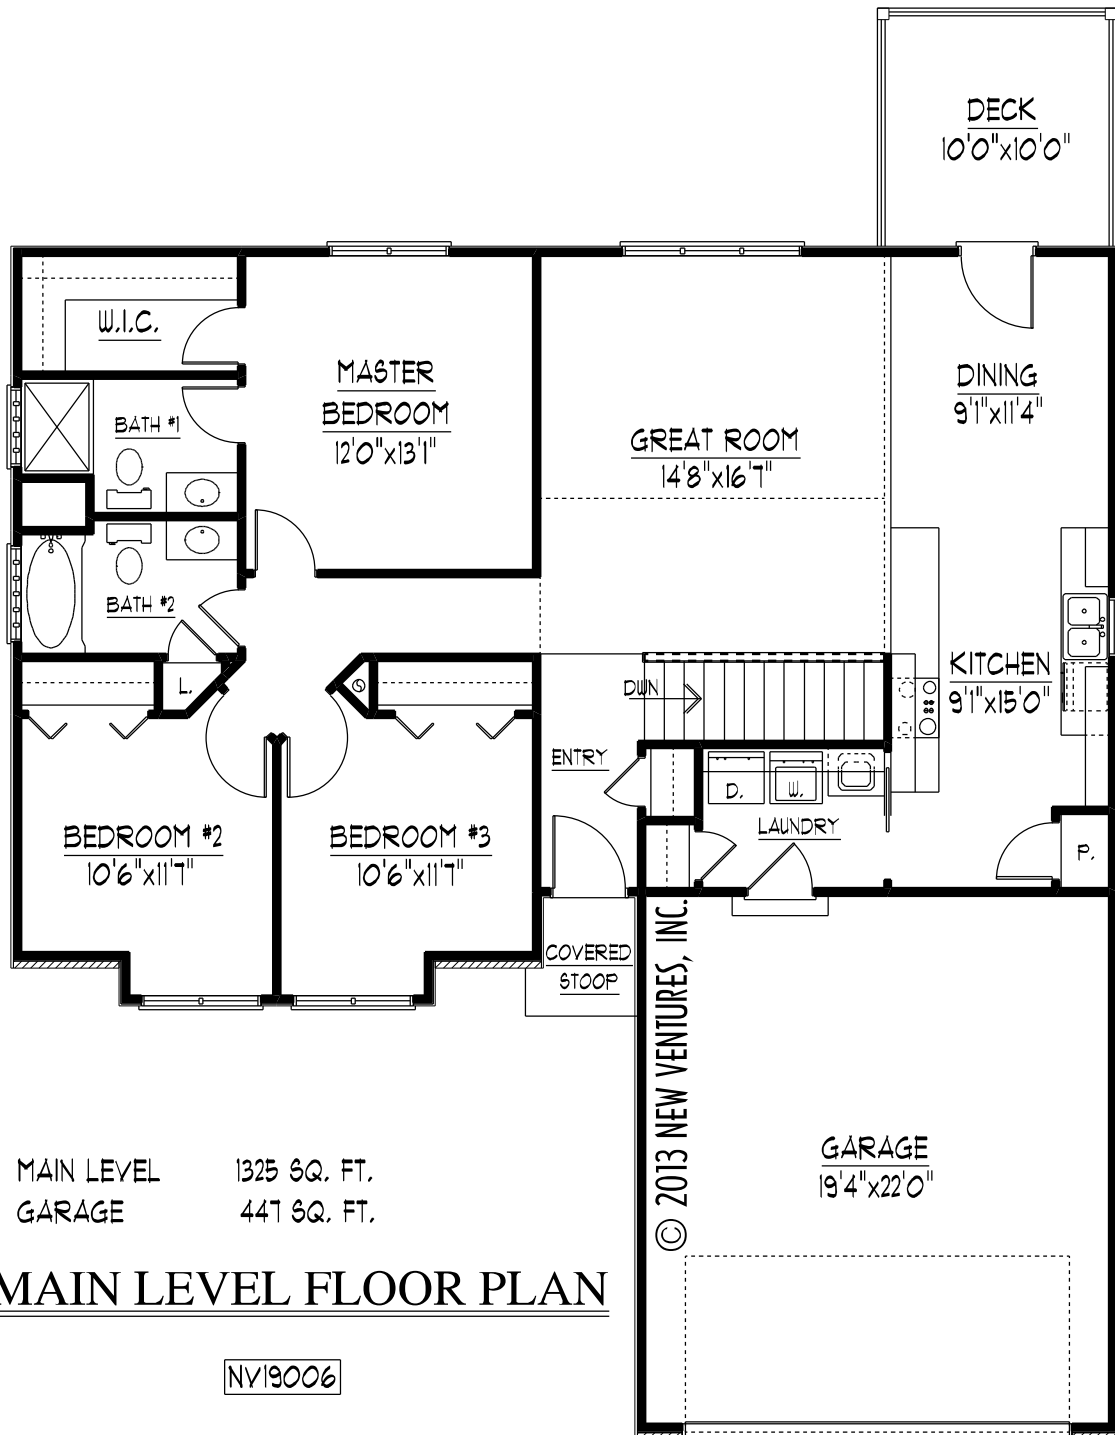 DECK
10'0"x10'0"
W.I.C.
MASTER
BEDROOM
12'0"x13'1"
DINING
9'1"x11'4"
BATH #1
GREAT ROOM
14'8"x16'7"
BATH #2
KITCHEN
9'1"x15'0"
L.
S
DWN
ENTRY
D.
W.
LAUNDRY
P.
BEDROOM #2
10'6"x11'7"
BEDROOM #3
10'6"x11'7"
COVERED
STOOP
© 2013 NEW VENTURES, INC.
GARAGE
19'4"x22'0"
MAIN LEVEL 1325 SQ. FT.
GARAGE 447 SQ. FT.
MAIN LEVEL FLOOR PLAN
NV19006